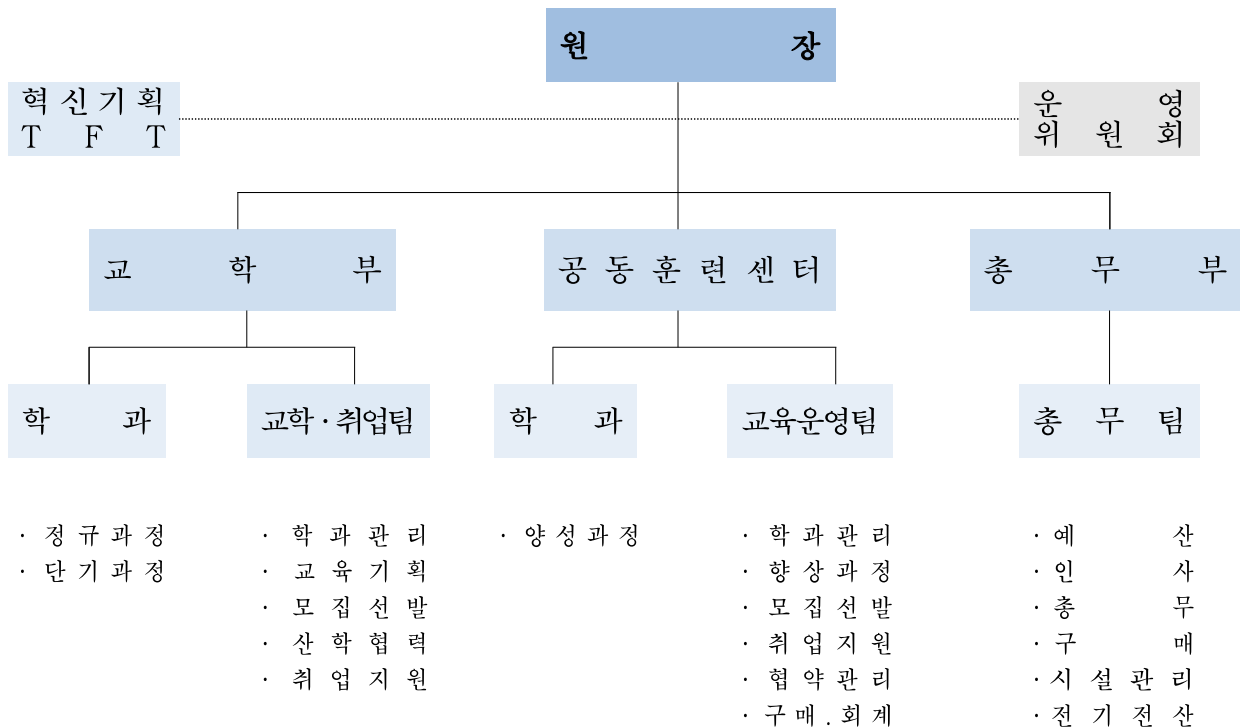 원 장
혁신기획
T F T
운 영
위 원 회
교 학 부
공동훈련센터
총 무 부
학 과
교학·취업팀
학 과
교육운영팀
총 무 팀
· 정규과정
· 단기과정
· 학과관리
· 교육기획
· 모집선발
· 산학협력
· 취업지원
· 양성과정
· 학과관리
· 향상과정
· 모집선발
· 취업지원
· 협약관리
· 구매.회계
· 예 산
· 인 사
· 총 무
· 구 매
· 시설관리
· 전기전산